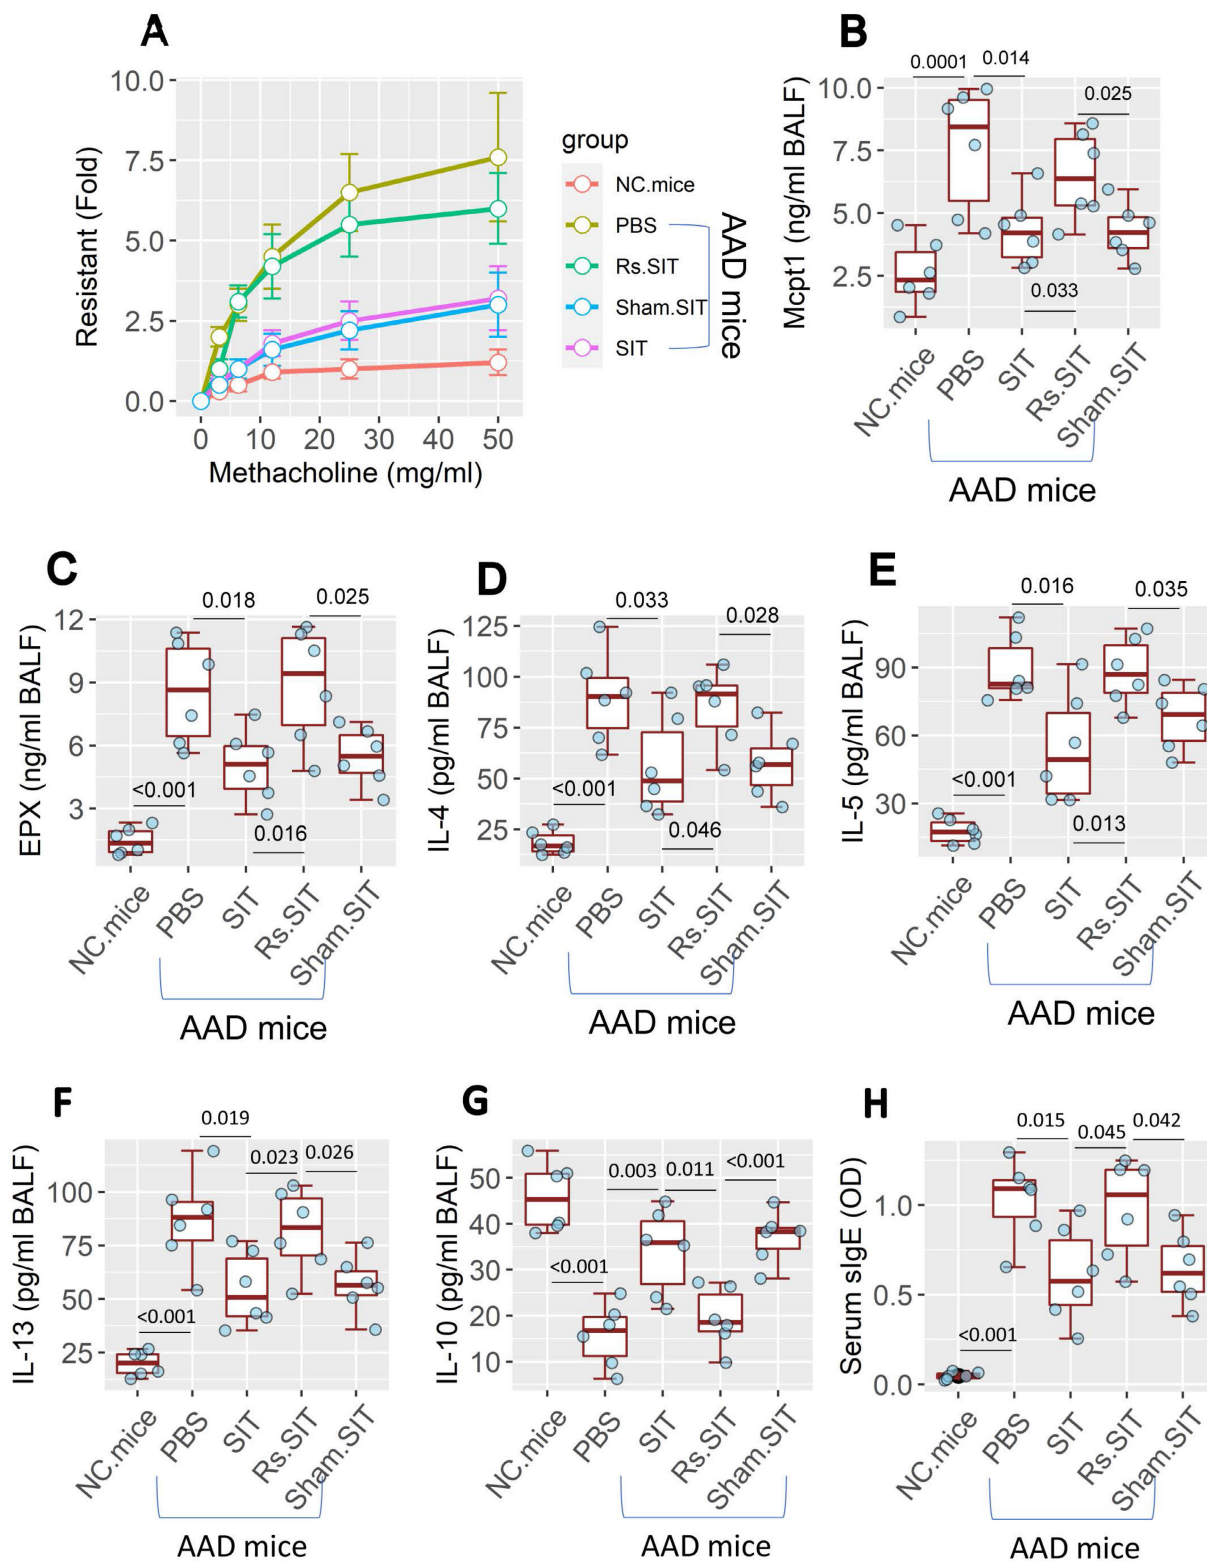 A
10.0
7.5
5.0
2.5
0.0
Resistant (Fold)
0 10 20 30 40 50
Methacholine (mg/ml)
group
NC.mice
PBS
Rs.SIT
Sham.SIT
SIT
AAD mice
B
0.0001 0.014
0.025
0.033
10.0
7.5
5.0
2.5
Mcpt1 (ng/ml BALF)
NC.mice PBS SIT Rs.SIT Sham.SIT
AAD mice
C
0.018 0.025
<0.001
0.016
12
9
6
3
EPX (ng/ml BALF)
NC.mice PBS SIT Rs.SIT Sham.SIT
AAD mice
D
0.033
0.028
<0.001
0.046
125
100
75
50
25
IL-4 (pg/ml BALF)
NC.mice PBS SIT Rs.SIT Sham.SIT
AAD mice
E
0.016 0.035
<0.001
0.013
90
60
30
IL-5 (pg/ml BALF)
NC.mice PBS SIT Rs.SIT Sham.SIT
AAD mice
F
0.019
0.023 0.026
<0.001
100
75
50
25
IL-13 (pg/ml BALF)
NC.mice PBS SIT Rs.SIT Sham.SIT
AAD mice
G
0.003 0.011 <0.001
<0.001
50
40
30
20
10
IL-10 (pg/ml BALF)
NC.mice PBS SIT Rs.SIT Sham.SIT
AAD mice
H
0.015 0.045 0.042
<0.001
1.0
0.5
0.0
Serum sIgE (OD)
NC.mice PBS SIT Rs.SIT Sham.SIT
AAD mice